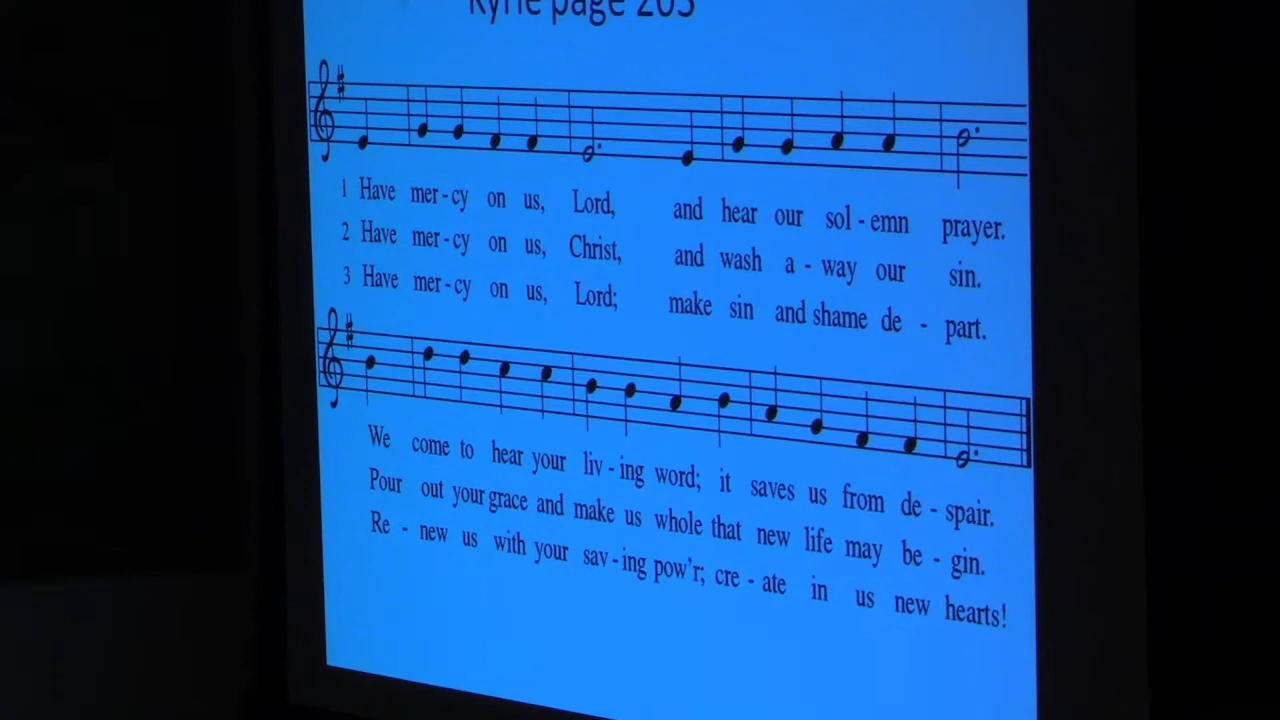 Kyrie page 203
1 Have mer-cy on us, Lord, and hear our sol-emn prayer.
2 Have mer-cy on us, Christ, and wash a-way our sin.
3 Have mer-cy on us, Lord; make sin and shame de-part.
We come to hear your liv-ing word; it saves us from de-spair.
Pour out your grace and make us whole that new life may be-gin.
Re-new us with your sav-ing pow'r; cre-ate in us new hearts!